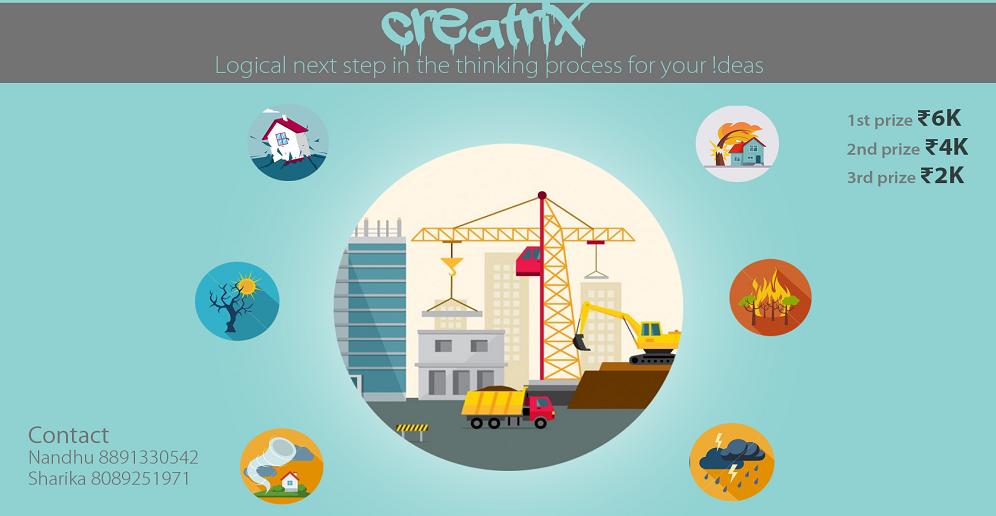 creatrix
Logical next step in the thinking process for your !deas
1st prize ₹6K
2nd prize ₹4K
3rd prize ₹2K
Contact
Nandhu 8891330542
Sharika 8089251971